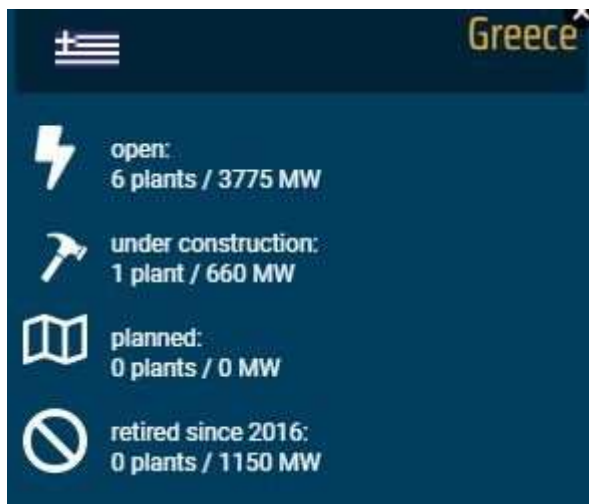 Greece
open:
6 plants / 3775 MW
under construction:
1 plant / 660 MW
planned:
0 plants / 0 MW
retired since 2016:
0 plants / 1150 MW